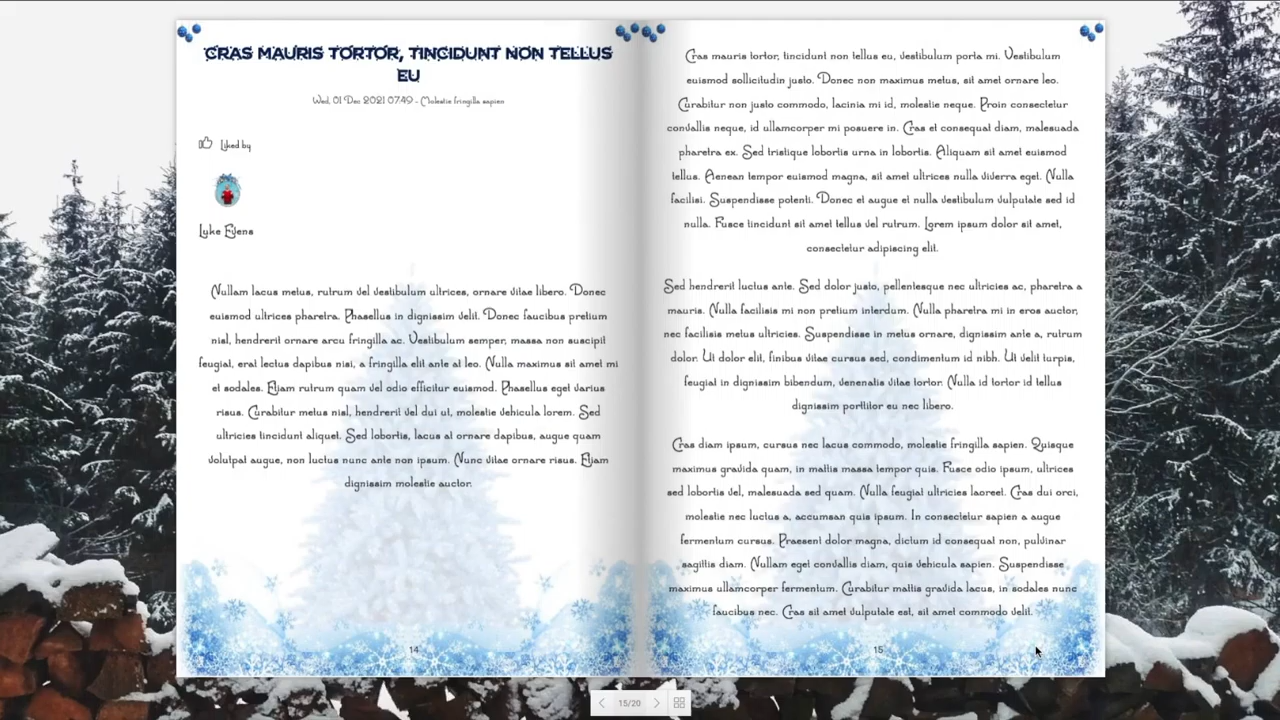 CRAS MAURIS TORTOR, TINCIDUNT NON TELLUS
EU
Wed, 01 Dec 2021 07:49 - Molestie fringilla sapien
Liked by
Luke Evens
Nullam lacus metus, rutrum vel vestibulum ultrices, ornare vitae libero. Donec
euismod ultrices pharetra. Phasellus in dignissim velit. Donec faucibus pretium
nisl, hendrerit ornare arcu fringilla ac. Vestibulum semper, massa non suscipit
feugiat, erat lectus dapibus nisi, a fringilla elit ante at leo. Nulla maximus sit amet mi
et sodales. Etiam rutrum quam vel odio efficitur euismod. Phasellus eget varius
risus. Curabitur metus nisl, hendrerit vel dui ut, molestie vehicula lorem. Sed
ultricies tincidunt aliquet. Sed lobortis, lacus at ornare dapibus, augue quam
volutpat augue, non luctus nunc ante non ipsum. Nunc vitae ornare risus. Etiam
dignissim molestie auctor.
14
Cras mauris tortor, tincidunt non tellus eu, vestibulum porta mi. Vestibulum
euismod sollicitudin justo. Donec non maximus metus, sit amet ornare leo.
Curabitur non justo commodo, lacinia mi id, molestie neque. Proin consectetur
convallis neque, id ullamcorper mi posuere in. Cras et consequat diam, malesuada
pharetra ex. Sed tristique lobortis urna in lobortis. Aliquam sit amet euismod
tellus. Aenean tempor euismod magna, sit amet ultrices nulla viverra eget. Nulla
facilisi. Suspendisse potenti. Donec et augue et nulla vestibulum vulputate sed id
nulla. Fusce tincidunt sit amet tellus vel rutrum. Lorem ipsum dolor sit amet,
consectetur adipiscing elit.
Sed hendrerit luctus ante. Sed dolor justo, pellentesque nec ultricies ac, pharetra a
mauris. Nulla facilisis mi non pretium interdum. Nulla pharetra mi in eros auctor,
nec facilisis metus ultricies. Suspendisse in metus ornare, dignissim ante a, rutrum
dolor. Ut dolor elit, finibus vitae cursus sed, condimentum id nibh. Ut velit turpis,
feugiat in dignissim bibendum, venenatis vitae tortor. Nulla id tortor id tellus
dignissim porttitor eu nec libero.
Cras diam ipsum, cursus nec lacus commodo, molestie fringilla sapien. Quisque
maximus gravida quam, in mattis massa tempor quis. Fusce odio ipsum, ultrices
sed lobortis vel, malesuada sed quam. Nulla feugiat ultricies laoreet. Cras dui orci,
molestie nec luctus a, accumsan quis ipsum. In consectetur sapien a augue
fermentum cursus. Praesent dolor magna, dictum id consequat non, pulvinar
sagittis diam. Nullam eget convallis diam, quis vehicula sapien. Suspendisse
maximus ullamcorper fermentum. Curabitur mattis gravida lacus, in sodales nunc
faucibus nec. Cras sit amet vulputate est, sit amet commodo velit.
15
15/20